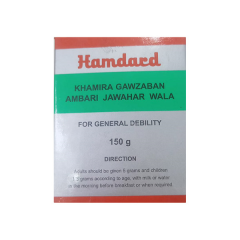 Hamdard
KHAMIRA GAWZABAN
AMBARI JAWAHAR WALA
FOR GENERAL DEBILITY
150 g
DIRECTION
Adults should be given 5 grams and children
grams according to age, with milk or water
in the morning before breakfast or when required